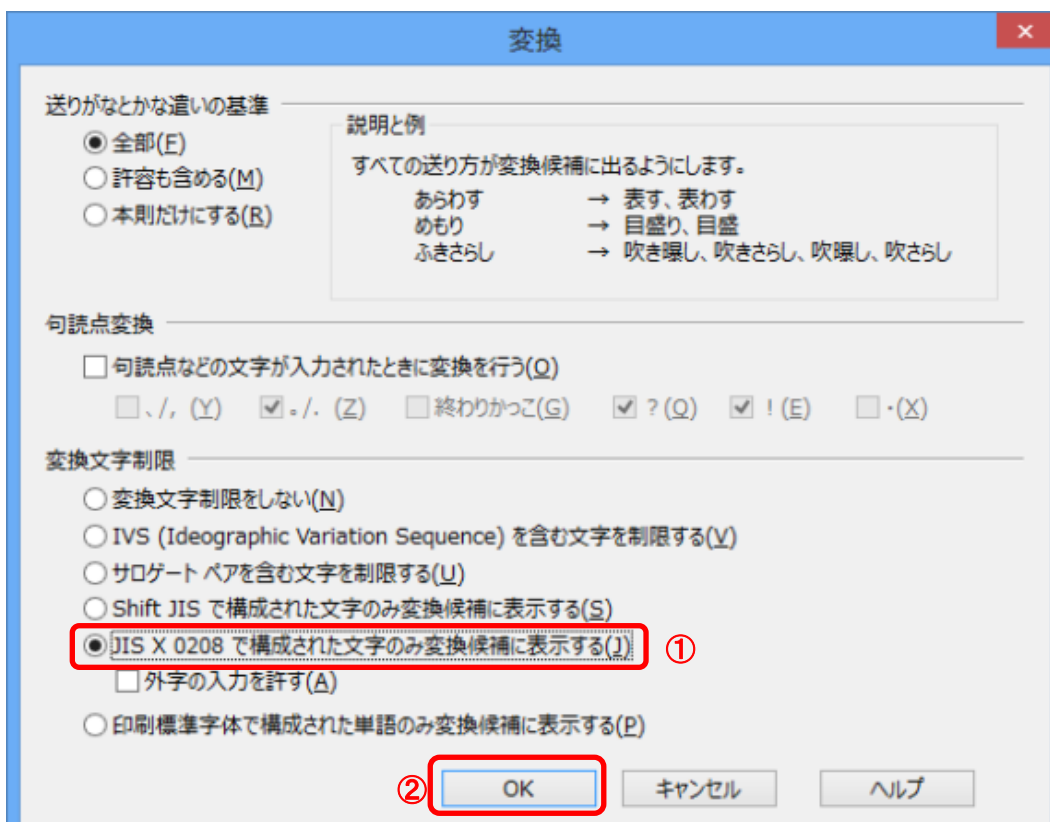 変換
送りがなとかな遣いの基準
全部(F)
許容も含める(M)
本則だけにする(R)
説明と例
すべての送り方が変換候補に出るようにします。
あらわす → 表す、表わす
めもり → 目盛り、目盛
ふきさらし → 吹き曝し、吹きさらし、吹曝し、吹さらし
句読点変換
句読点などの文字が入力されたときに変換を行う(O)
、/, (Y) 。/. (Z) 終わりかっこ(G) ? (Q) ! (E) ・(X)
変換文字制限
変換文字制限をしない(N)
IVS (Ideographic Variation Sequence) を含む文字を制限する(V)
サロゲート ペアを含む文字を制限する(U)
Shift JIS で構成された文字のみ変換候補に表示する(S)
JIS X 0208 で構成された文字のみ変換候補に表示する(J) ①
外字の入力を許す(A)
印刷標準字体で構成された単語のみ変換候補に表示する(P)
② OK キャンセル ヘルプ